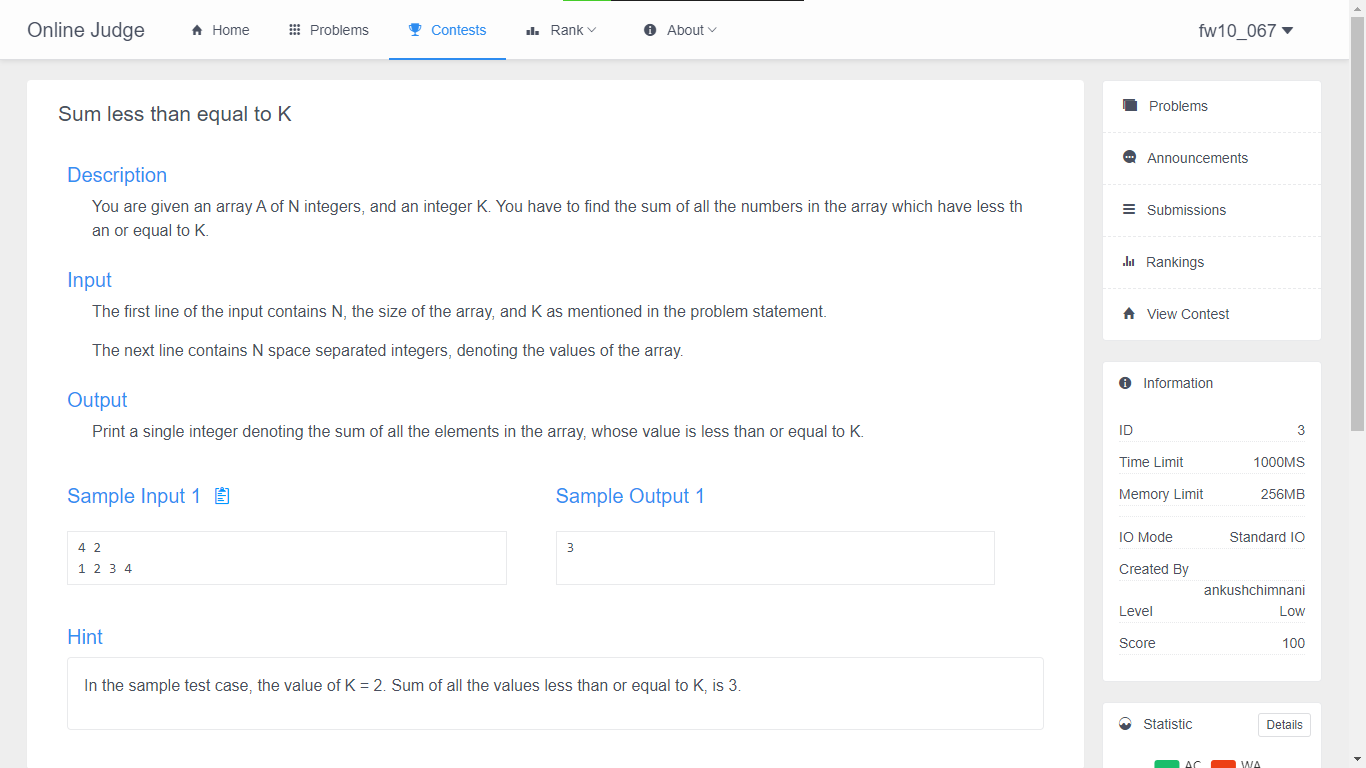 Online Judge
Home
Problems
Contests
Rank
About
fw10_067
Sum less than equal to K
Description
You are given an array A of N integers, and an integer K. You have to find the sum of all the numbers in the array which have less th
an or equal to K.
Input
The first line of the input contains N, the size of the array, and K as mentioned in the problem statement.
The next line contains N space separated integers, denoting the values of the array.
Output
Print a single integer denoting the sum of all the elements in the array, whose value is less than or equal to K.
Sample Input 1
4 2
1 2 3 4
Sample Output 1
3
Hint
In the sample test case, the value of K = 2. Sum of all the values less than or equal to K, is 3.
Problems
Announcements
Submissions
Rankings
View Contest
Information
ID 3
Time Limit 1000MS
Memory Limit 256MB
IO Mode Standard IO
Created By
ankushchimnani
Level Low
Score 100
Statistic Details
AC WA